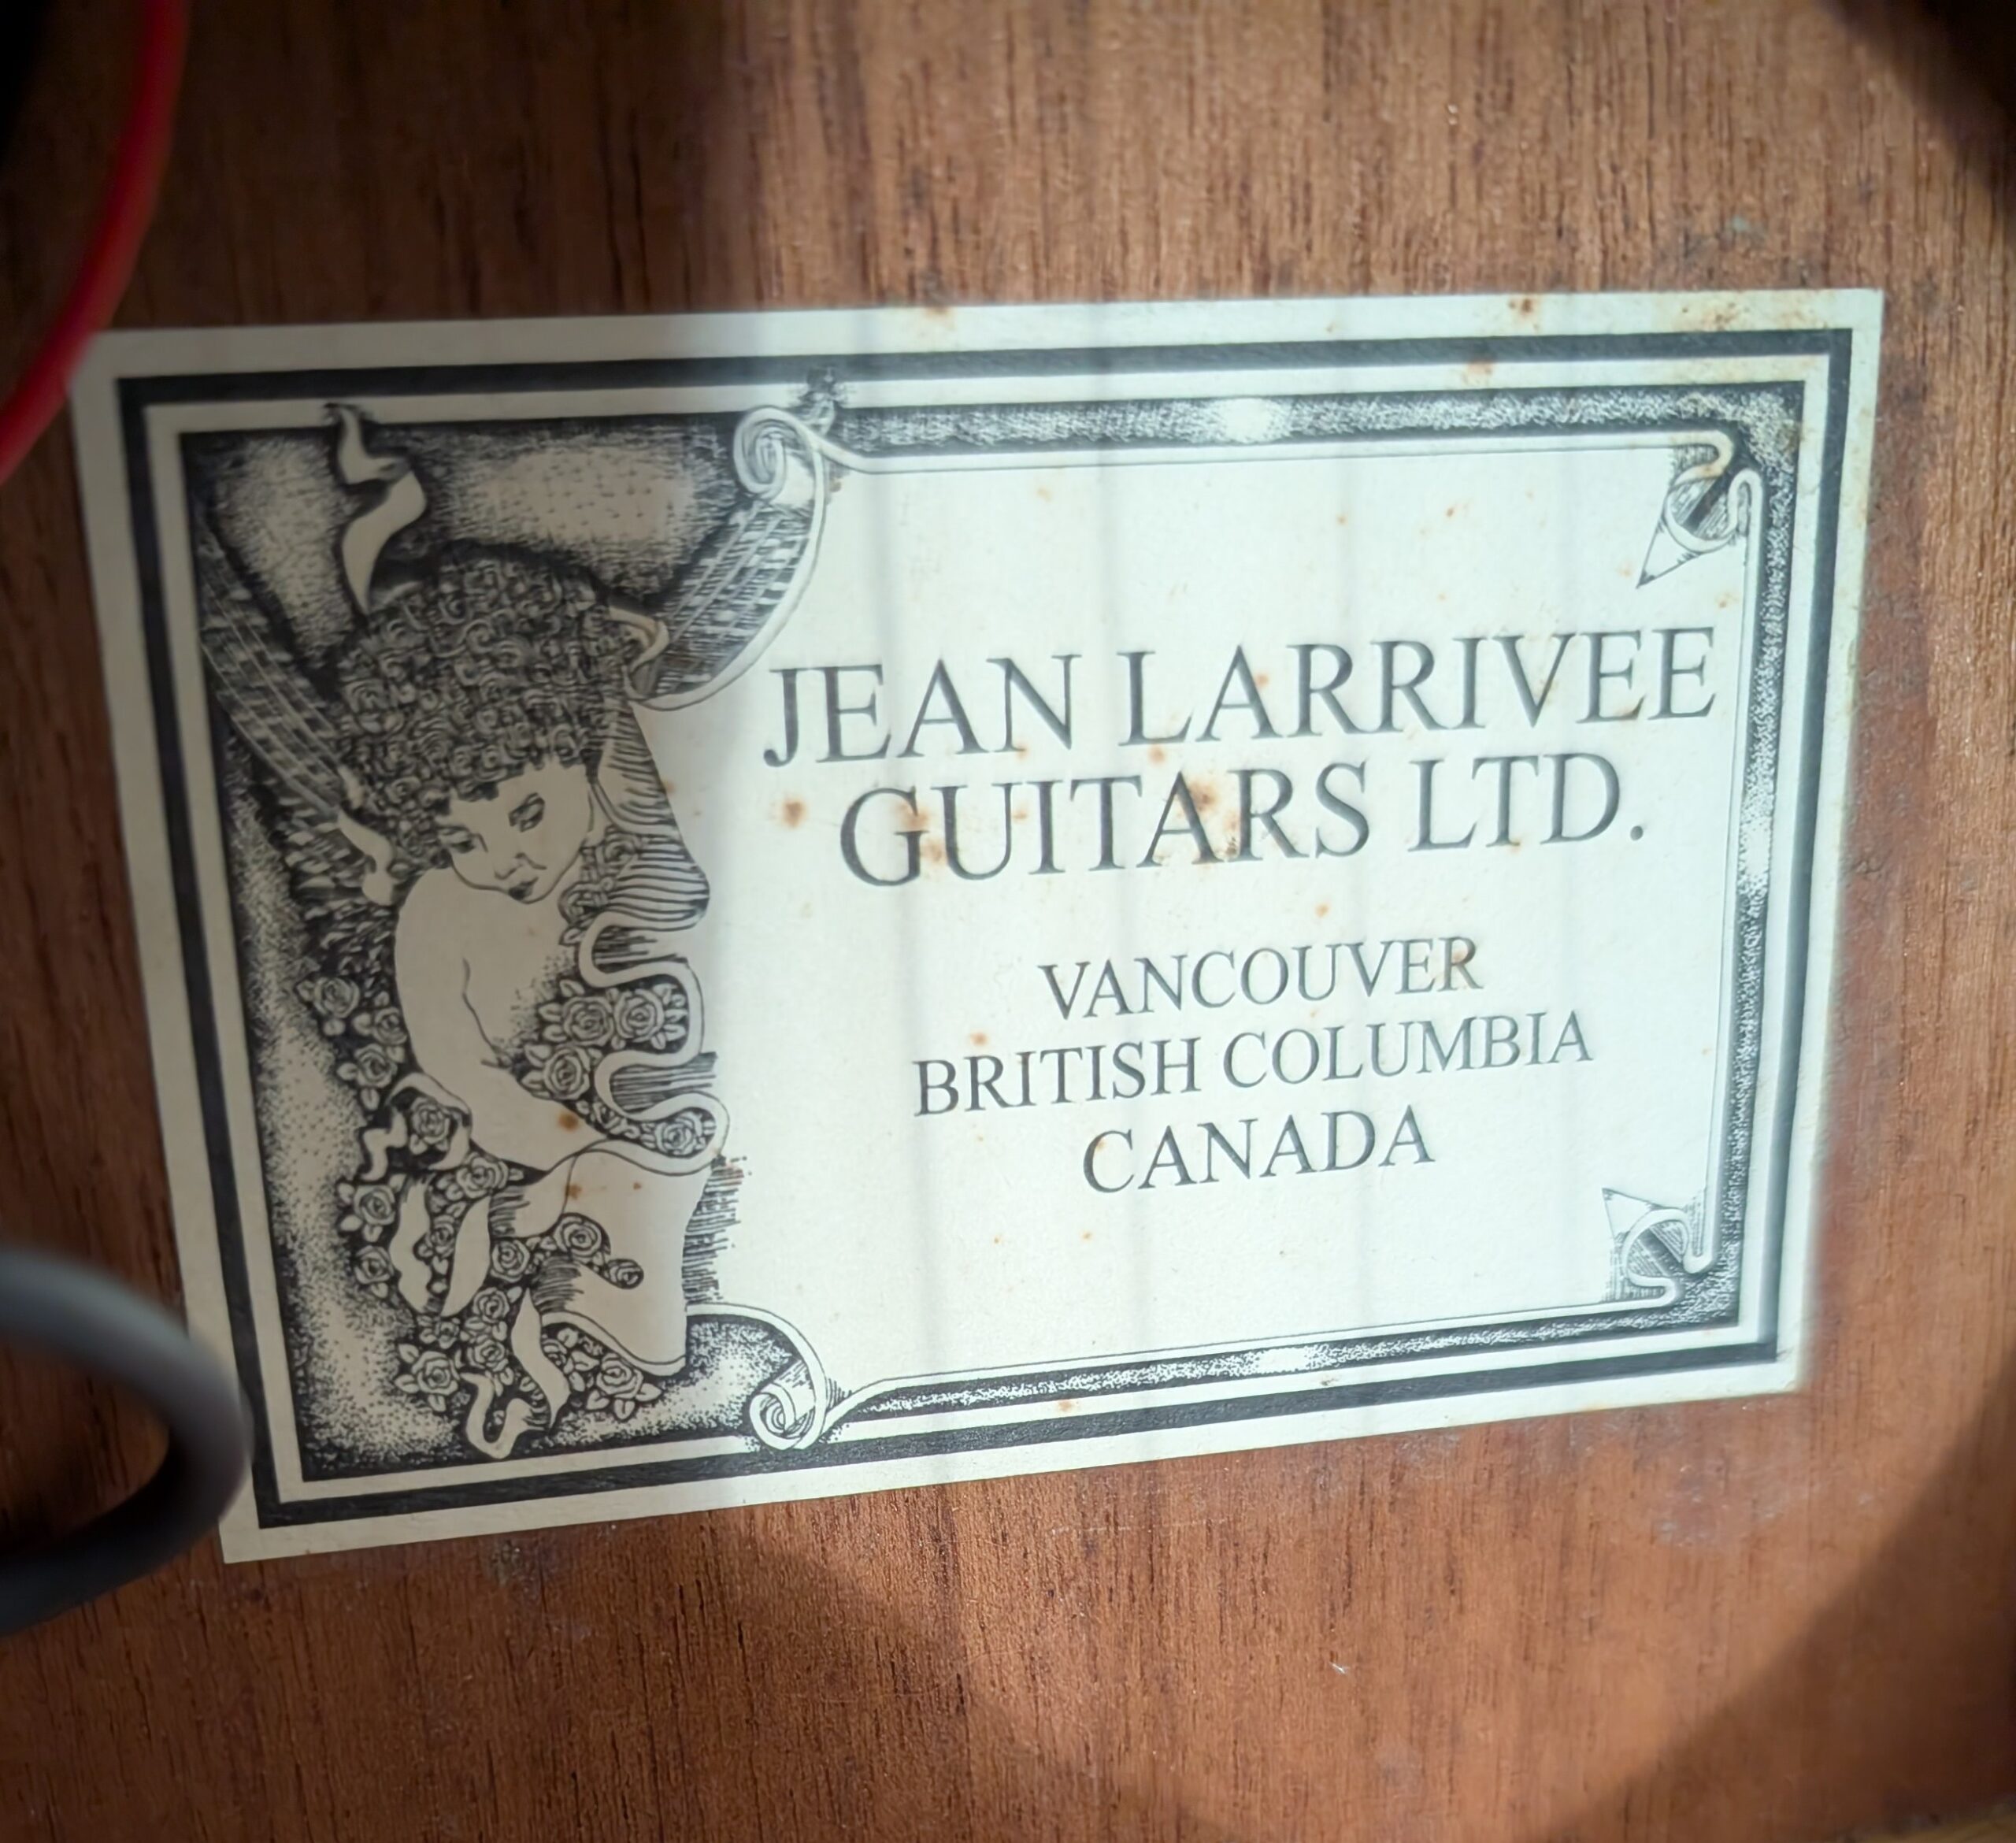 JEAN LARRIVEE
GUITARS LTD.
VANCOUVER
BRITISH COLUMBIA
CANADA